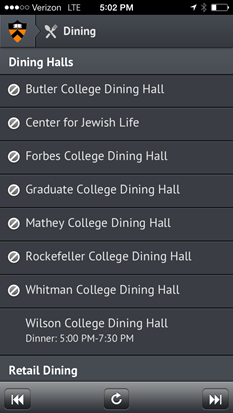 Verizon LTE 5:02 PM
Dining
Dining Halls
Butler College Dining Hall
Center for Jewish Life
Forbes College Dining Hall
Graduate College Dining Hall
Mathey College Dining Hall
Rockefeller College Dining Hall
Whitman College Dining Hall
Wilson College Dining Hall
Dinner: 5:00 PM-7:30 PM
Retail Dining